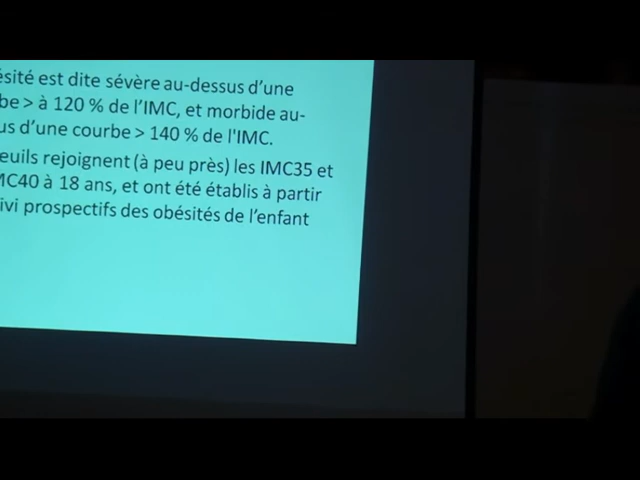 ésité est dite sévère au-dessus d'une
be > à 120 % de l'IMC, et morbide au-
us d'une courbe > 140 % de l'IMC.
euils rejoignent (à peu près) les IMC35 et
MC40 à 18 ans, et ont été établis à partir
ivi prospectifs des obésités de l'enfant